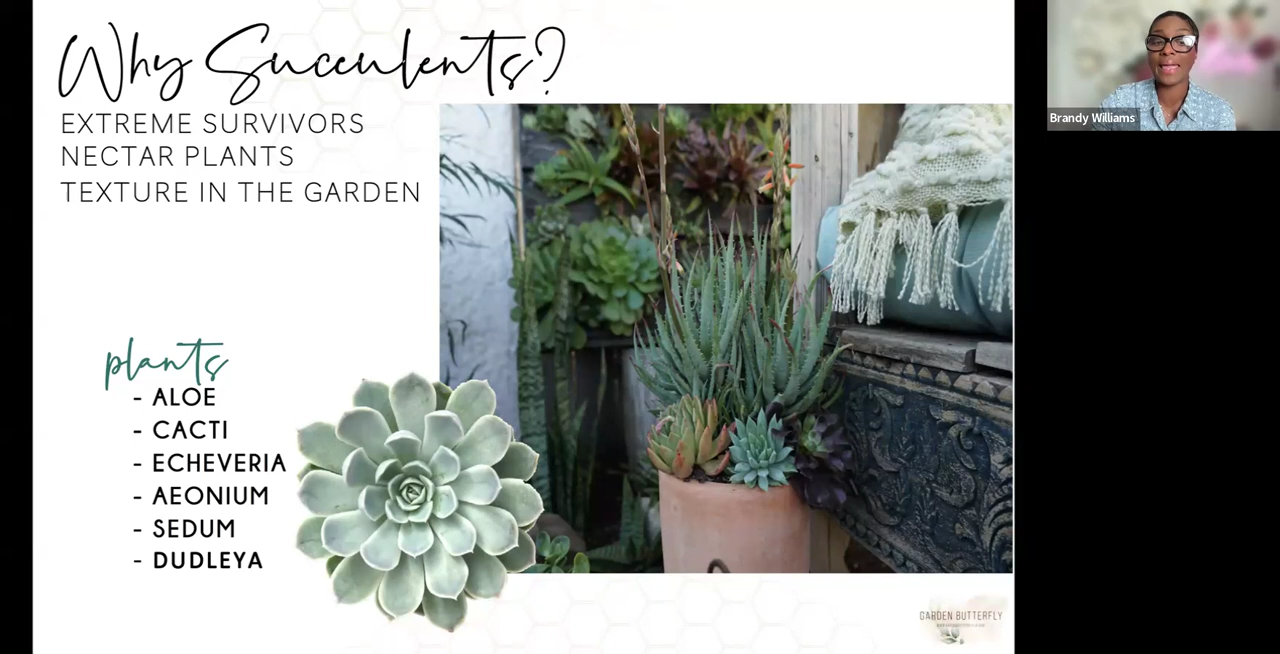 Why Succulents?
EXTREME SURVIVORS
NECTAR PLANTS
TEXTURE IN THE GARDEN
plants
- ALOE
- CACTI
- ECHEVERIA
- AEONIUM
- SEDUM
- DUDLEYA
Brandy Williams
GARDEN BUTTERFLY